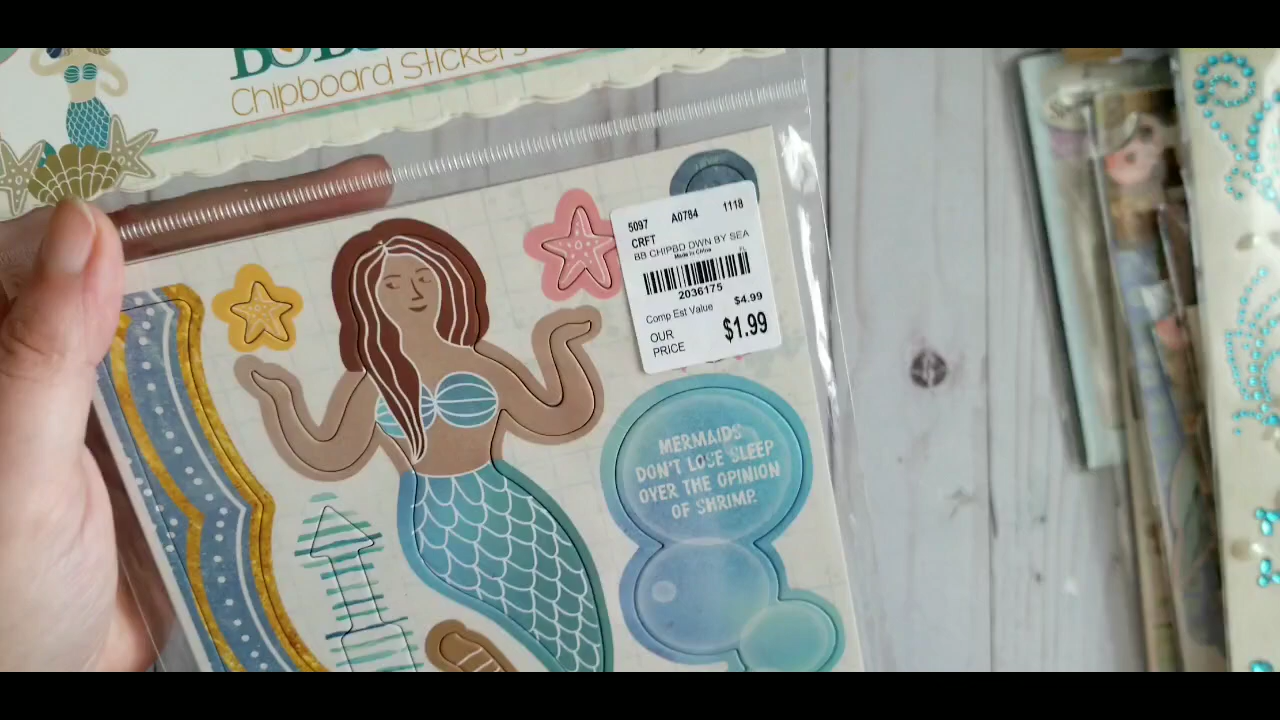 Chipboard Stickers
5097 A0784 1118
CRFT
BB CHIPBD DWN BY SEA
Made in China
2036175
Comp Est Value $4.99
OUR PRICE $1.99
MERMAIDS
DON'T LOSE SLEEP
OVER THE OPINION
OF SHRIMP.